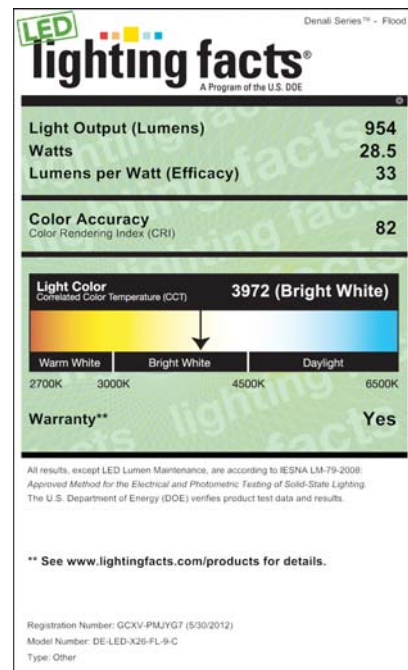 Denali Series™ - Flood
LED
lighting facts®
A Program of the U.S. DOE
Light Output (Lumens) 954
Watts 28.5
Lumens per Watt (Efficacy) 33
Color Accuracy
Color Rendering Index (CRI) 82
Light Color
Correlated Color Temperature (CCT) 3972 (Bright White)
Warm White Bright White Daylight
2700K 3000K 4500K 6500K
Warranty** Yes
All results, except LED Lumen Maintenance, are according to IESNA LM-79-2008:
Approved Method for the Electrical and Photometric Testing of Solid-State Lighting.
The U.S. Department of Energy (DOE) verifies product test data and results.
** See www.lightingfacts.com/products for details.
Registration Number: GCXV-PMJYG7 (5/30/2012)
Model Number: DE-LED-X26-FL-9-C
Type: Other